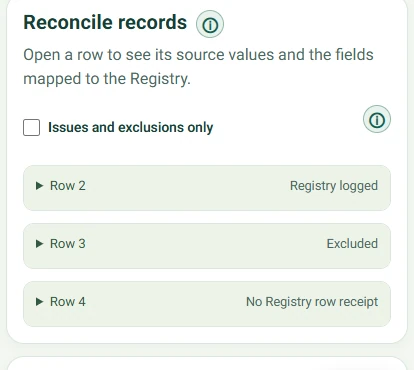 Reconcile records
Open a row to see its source values and the fields
mapped to the Registry.
Issues and exclusions only
Row 2 Registry logged
Row 3 Excluded
Row 4 No Registry row receipt